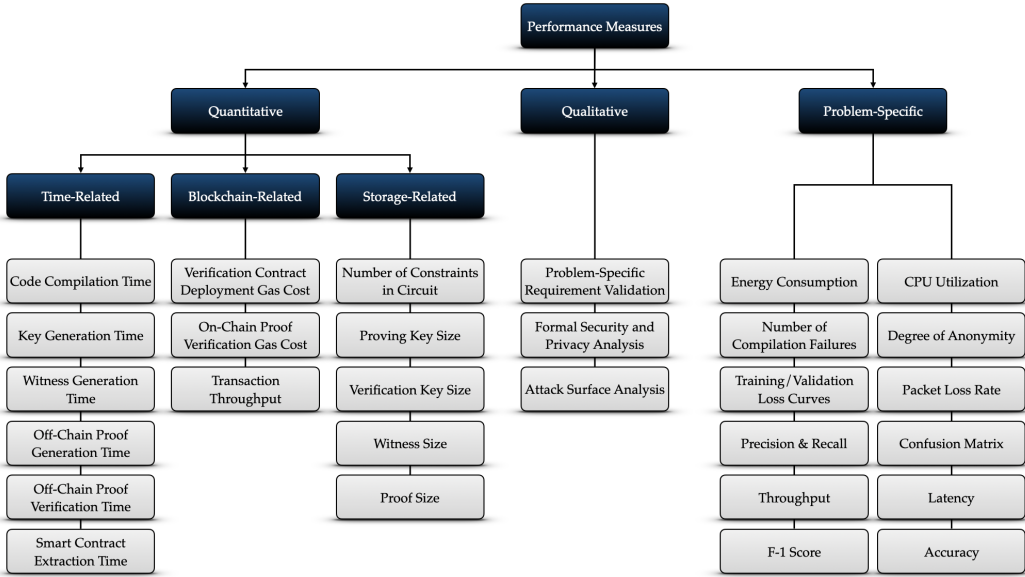 Performance Measures
Quantitative
Qualitative
Problem-Specific
Time-Related
Blockchain-Related
Storage-Related
Code Compilation Time
Key Generation Time
Witness Generation
Time
Off-Chain Proof
Generation Time
Off-Chain Proof
Verification Time
Smart Contract
Extraction Time
Verification Contract
Deployment Gas Cost
On-Chain Proof
Verification Gas Cost
Transaction
Throughput
Number of Constraints
in Circuit
Proving Key Size
Verification Key Size
Witness Size
Proof Size
Problem-Specific
Requirement Validation
Formal Security and
Privacy Analysis
Attack Surface Analysis
Energy Consumption
Number of
Compilation Failures
Training/Validation
Loss Curves
Precision & Recall
Throughput
F-1 Score
CPU Utilization
Degree of Anonymity
Packet Loss Rate
Confusion Matrix
Latency
Accuracy